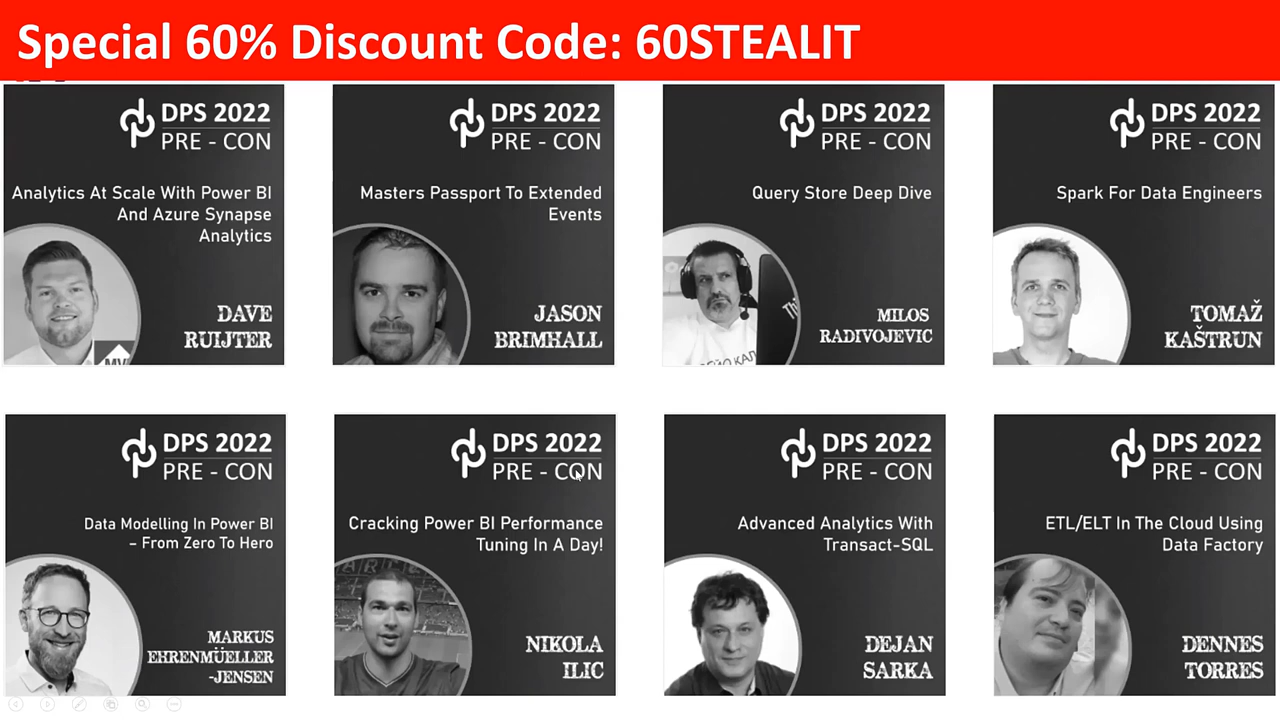 Special 60% Discount Code: 60STEALIT
DPS 2022
PRE - CON
Analytics At Scale With Power BI
And Azure Synapse
Analytics
DAVE
RUIJTER
DPS 2022
PRE - CON
Masters Passport To Extended
Events
JASON
BRIMHALL
DPS 2022
PRE - CON
Query Store Deep Dive
MILOS
RADIVOJEVIC
DPS 2022
PRE - CON
Spark For Data Engineers
TOMAŽ
KAŠTRUN
DPS 2022
PRE - CON
Data Modelling In Power BI
– From Zero To Hero
MARKUS
EHRENMÜELLER
-JENSEN
DPS 2022
PRE - CON
Cracking Power BI Performance
Tuning In A Day!
NIKOLA
ILIC
DPS 2022
PRE - CON
Advanced Analytics With
Transact-SQL
DEJAN
SARKA
DPS 2022
PRE - CON
ETL/ELT In The Cloud Using
Data Factory
DENNES
TORRES